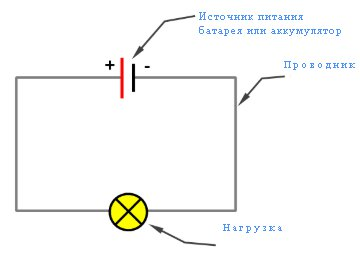 Источник питания
батарея или аккумулятор
+ -
Проводник
Нагрузка